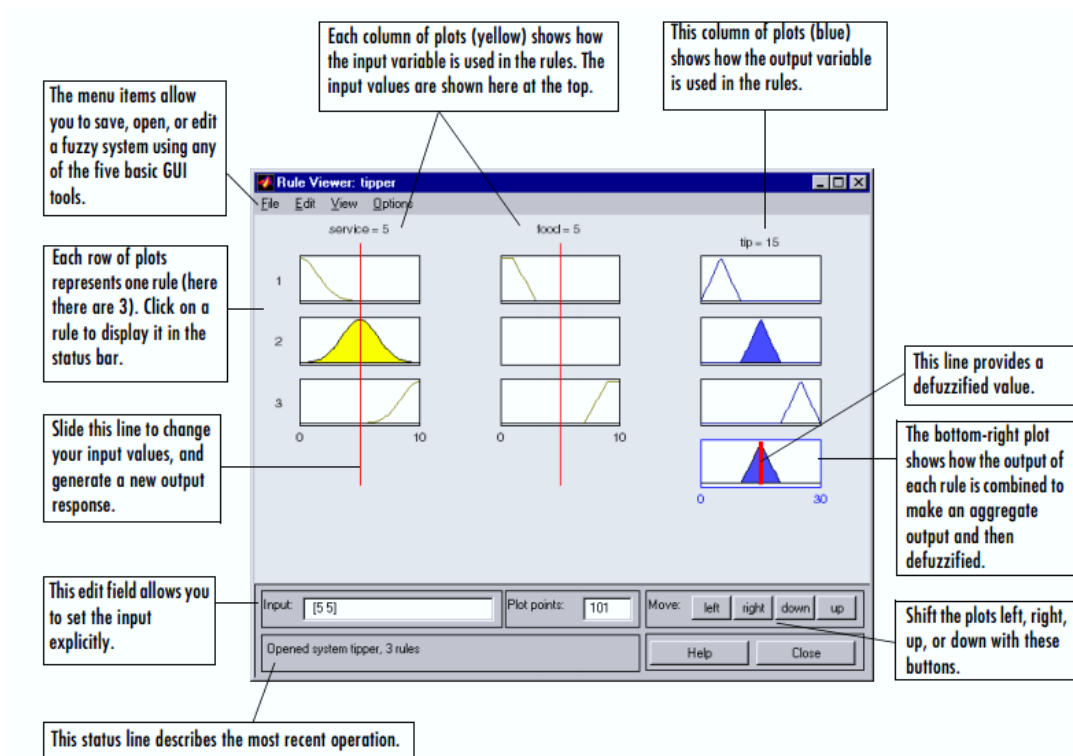 Each column of plots (yellow) shows how
the input variable is used in the rules. The
input values are shown here at the top.
This column of plots (blue)
shows how the output variable
is used in the rules.
The menu items allow
you to save, open, or edit
a fuzzy system using any
of the five basic GUI
tools.
Rule Viewer: tipper
File Edit View Options
service = 5
food = 5
tip = 15
Each row of plots
represents one rule (here
there are 3). Click on a
rule to display it in the
status bar.
1
2
3
0
10
0
10
0
30
This line provides a
defuzzified value.
Slide this line to change
your input values, and
generate a new output
response.
The bottom-right plot
shows how the output of
each rule is combined to
make an aggregate
output and then
defuzzified.
This edit field allows you
to set the input
explicitly.
Input: [5 5]
Plot points: 101
Move: left right down up
Opened system tipper, 3 rules
Help
Close
Shift the plots left, right,
up, or down with these
buttons.
This status line describes the most recent operation.